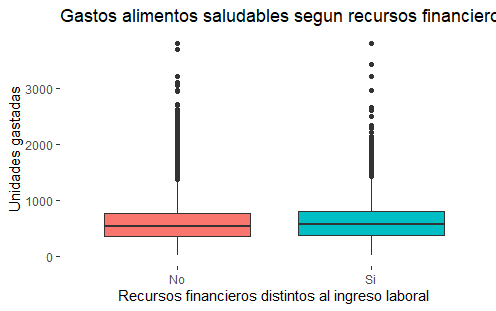 Gastos alimentos saludables segun recursos financiero
Unidades gastadas
3000
2000
1000
0
No
Si
Recursos financieros distintos al ingreso laboral